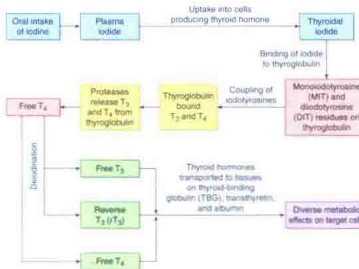 Oral intake
of iodine
Plasma
Iodide
Uptake into cells
producing thyroid hormone
Thyroidal
Iodide
Binding of iodide
to thyroglobulin
Monoiodotyrosine
(MIT) and
diiodotyrosine
(DIT) residues on
thyroglobulin
Coupling of
iodotyrosines
Thyroglobulin
bound
T3 and T4
Proteases
release T3
and T4 from
thyroglobulin
Free T4
Deiodination
Free T3
Reverse
T3 (rT3)
Free T4
Thyroid hormones
transported to tissues
on thyroid-binding
globulin (TBG), transthyretin,
and albumin
Diverse metabolic
effects on target